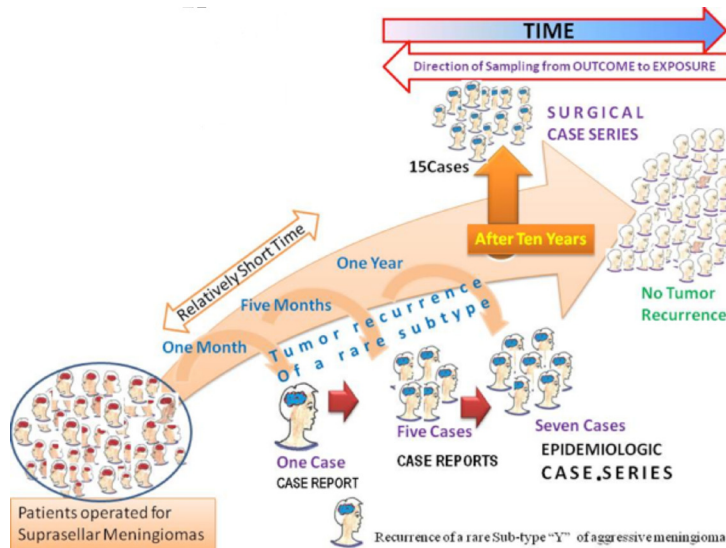 TIME
Direction of Sampling from OUTCOME to EXPOSURE
SURGICAL
CASE SERIES
15Cases
After Ten Years
Relatively Short Time
One Year
Five Months
One Month
Tumor recurrence
Of a rare subtype
No Tumor
Recurrence
One Case
CASE REPORT
Five Cases
CASE REPORTS
Seven Cases
EPIDEMIOLOGIC
CASE.SERIES
Patients operated for
Suprasellar Meningiomas
Recurrence of a rare Sub-type “Y” of aggressive meningioma